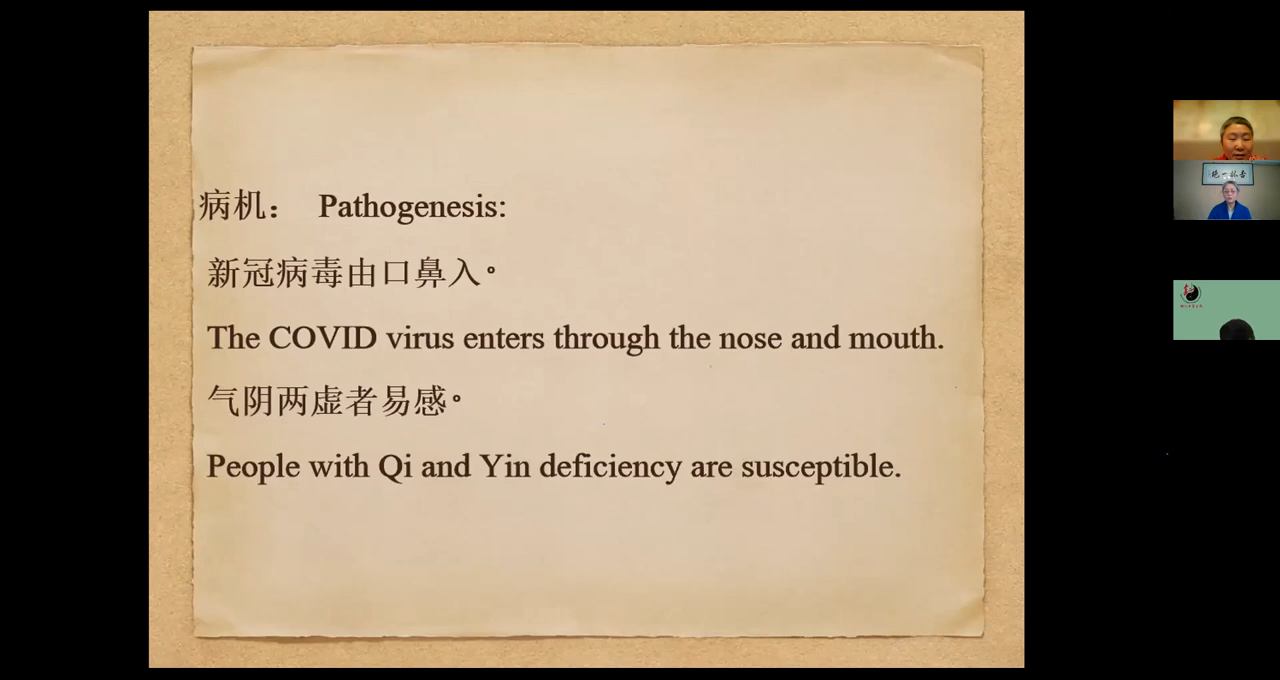 病机： Pathogenesis:
新冠病毒由口鼻入。
The COVID virus enters through the nose and mouth.
气阴两虚者易感。
People with Qi and Yin deficiency are susceptible.